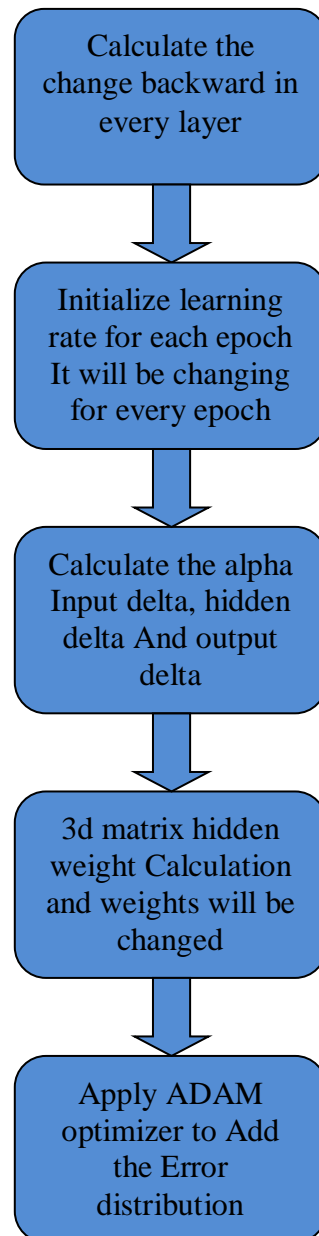 Calculate the
change backward in
every layer
Initialize learning
rate for each epoch
It will be changing
for every epoch
Calculate the alpha
Input delta, hidden
delta And output
delta
3d matrix hidden
weight Calculation
and weights will be
changed
Apply ADAM
optimizer to Add
the Error
distribution